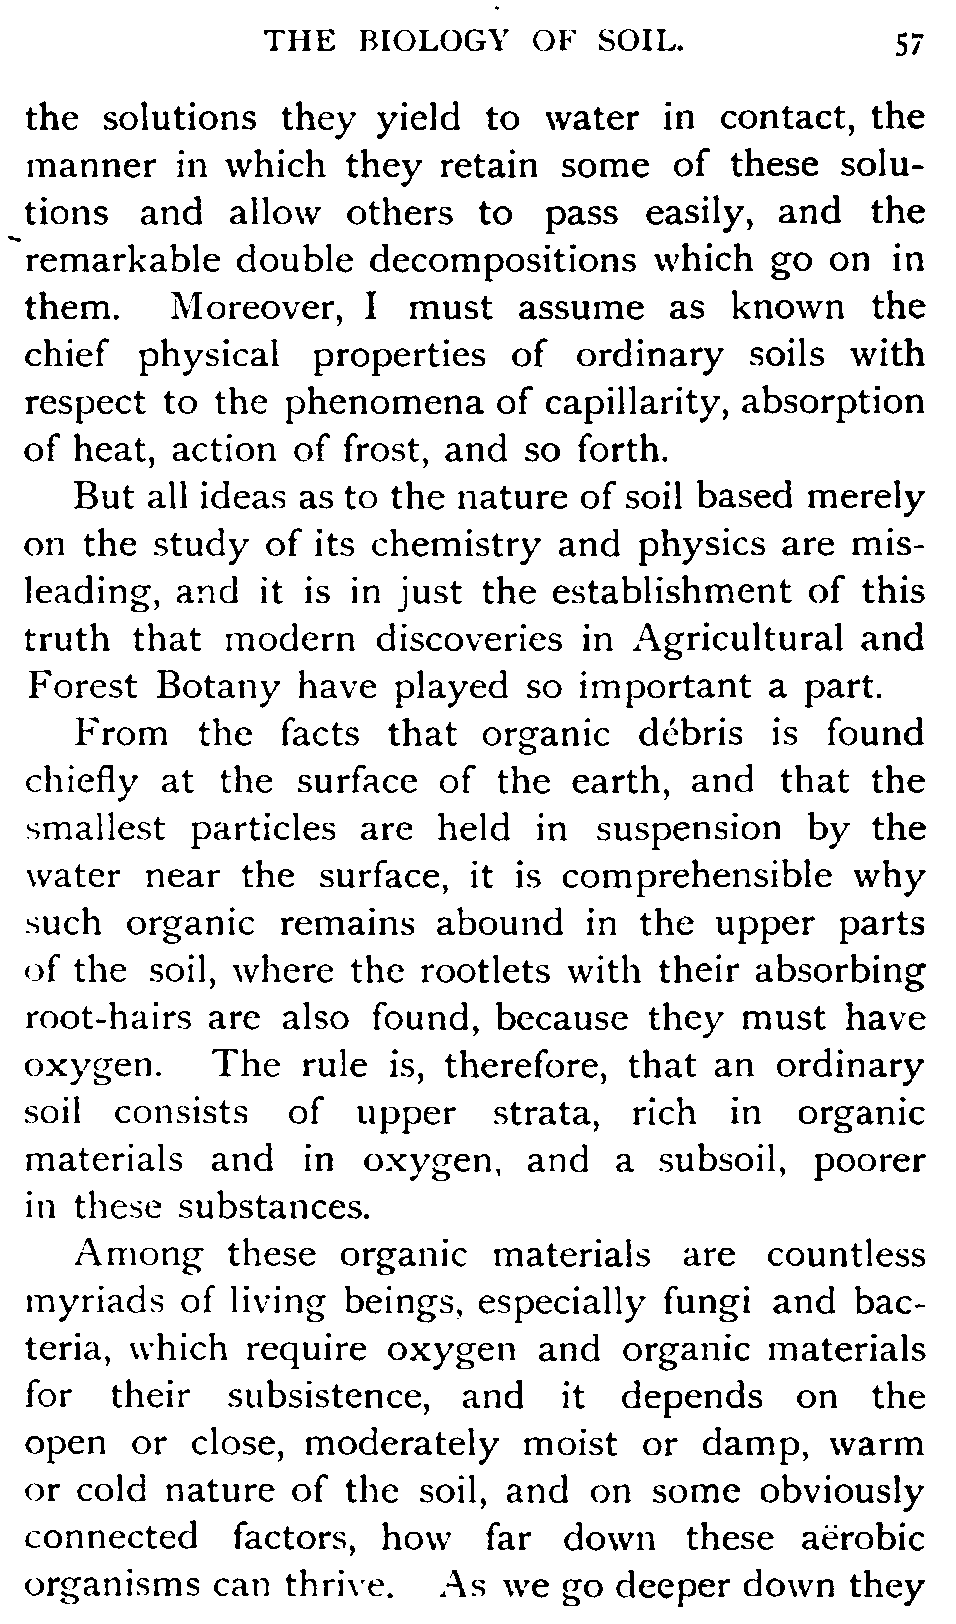 THE BIOLOGY OF SOIL. 57
the solutions they yield to water in contact, the
manner in which they retain some of these solu-
tions and allow others to pass easily, and the
remarkable double decompositions which go on in
them. Moreover, I must assume as known the
chief physical properties of ordinary soils with
respect to the phenomena of capillarity, absorption
of heat, action of frost, and so forth.
But all ideas as to the nature of soil based merely
on the study of its chemistry and physics are mis-
leading, and it is in just the establishment of this
truth that modern discoveries in Agricultural and
Forest Botany have played so important a part.
From the facts that organic débris is found
chiefly at the surface of the earth, and that the
smallest particles are held in suspension by the
water near the surface, it is comprehensible why
such organic remains abound in the upper parts
of the soil, where the rootlets with their absorbing
root-hairs are also found, because they must have
oxygen. The rule is, therefore, that an ordinary
soil consists of upper strata, rich in organic
materials and in oxygen, and a subsoil, poorer
in these substances.
Among these organic materials are countless
myriads of living beings, especially fungi and bac-
teria, which require oxygen and organic materials
for their subsistence, and it depends on the
open or close, moderately moist or damp, warm
or cold nature of the soil, and on some obviously
connected factors, how far down these aërobic
organisms can thrive. As we go deeper down they